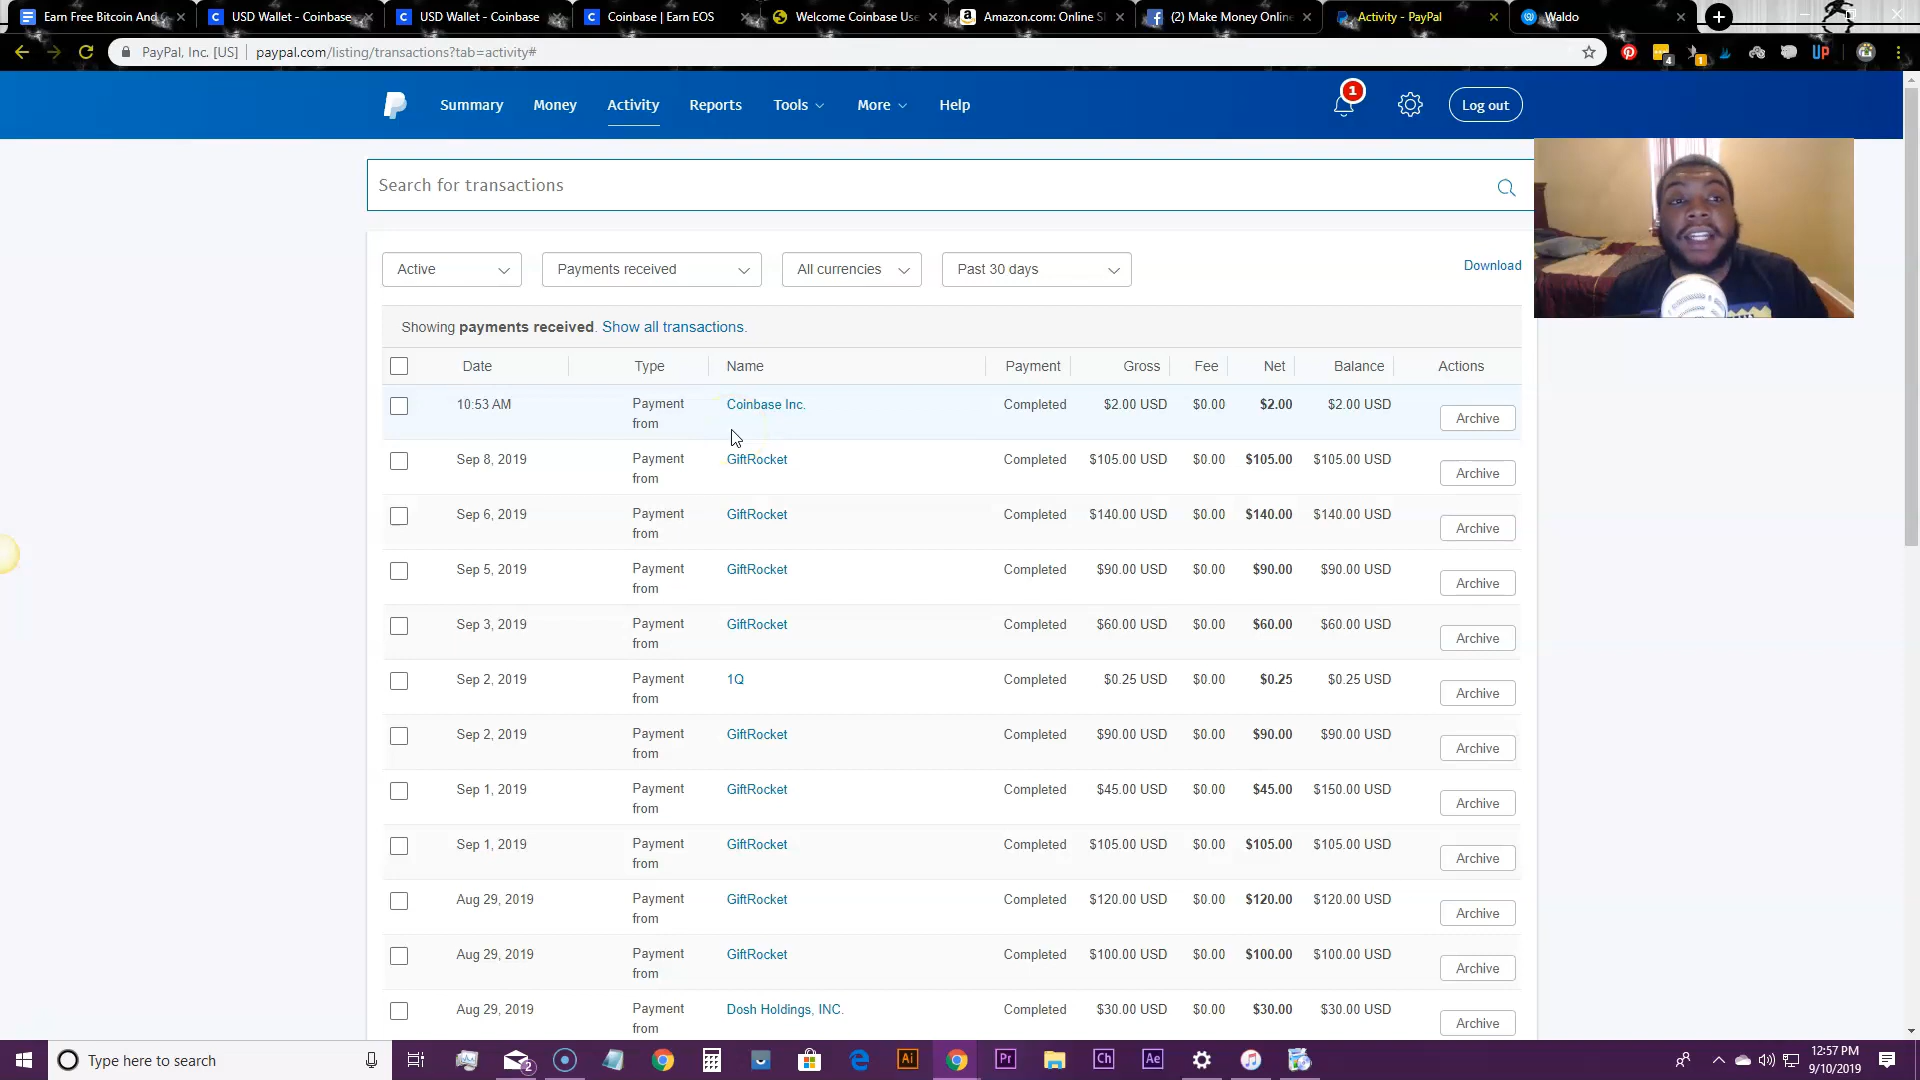 Earn Free Bitcoin And
USD Wallet - Coinbase
USD Wallet - Coinbase
Coinbase | Earn EOS
Welcome Coinbase Use
Amazon.com: Online S
(2) Make Money Online
Activity - PayPal
Waldo
PayPal, Inc. [US] paypal.com/listing/transactions?tab=activity#
4
1
UP
Summary Money Activity Reports Tools More Help
1
Log out
Search for transactions
Active Payments received All currencies Past 30 days Download
Showing payments received. Show all transactions.
Date Type Name Payment Gross Fee Net Balance Actions
10:53 AM Payment from Coinbase Inc. Completed $2.00 USD $0.00 $2.00 $2.00 USD Archive
Sep 8, 2019 Payment from GiftRocket Completed $105.00 USD $0.00 $105.00 $105.00 USD Archive
Sep 6, 2019 Payment from GiftRocket Completed $140.00 USD $0.00 $140.00 $140.00 USD Archive
Sep 5, 2019 Payment from GiftRocket Completed $90.00 USD $0.00 $90.00 $90.00 USD Archive
Sep 3, 2019 Payment from GiftRocket Completed $60.00 USD $0.00 $60.00 $60.00 USD Archive
Sep 2, 2019 Payment from 1Q Completed $0.25 USD $0.00 $0.25 $0.25 USD Archive
Sep 2, 2019 Payment from GiftRocket Completed $90.00 USD $0.00 $90.00 $90.00 USD Archive
Sep 1, 2019 Payment from GiftRocket Completed $45.00 USD $0.00 $45.00 $150.00 USD Archive
Sep 1, 2019 Payment from GiftRocket Completed $105.00 USD $0.00 $105.00 $105.00 USD Archive
Aug 29, 2019 Payment from GiftRocket Completed $120.00 USD $0.00 $120.00 $120.00 USD Archive
Aug 29, 2019 Payment from GiftRocket Completed $100.00 USD $0.00 $100.00 $100.00 USD Archive
Aug 29, 2019 Payment from Dosh Holdings, INC. Completed $30.00 USD $0.00 $30.00 $30.00 USD Archive
Type here to search
2
Ai
Pr
Ch
Ae
12:57 PM
9/10/2019